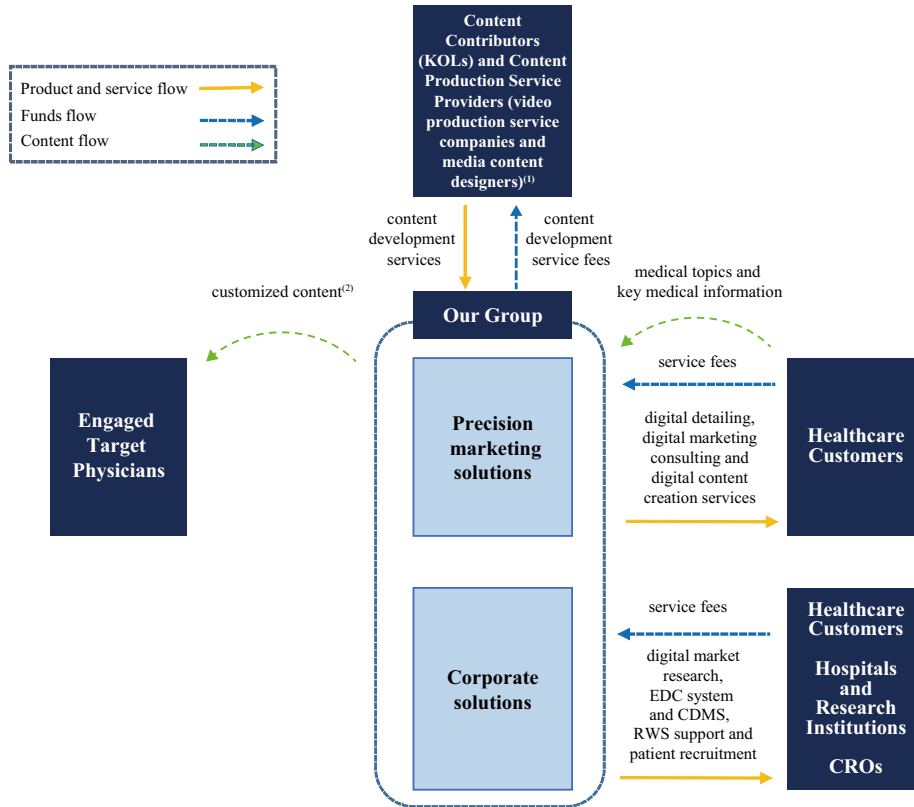 Product and service flow
Funds flow
Content flow
Content
Contributors
(KOLs) and Content
Production Service
Providers (video
production service
companies and
media content
designers)(1)
content
development
services
content
development
service fees
customized content(2)
medical topics and
key medical information
Our Group
Engaged
Target
Physicians
Precision
marketing
solutions
service fees
digital detailing,
digital marketing
consulting and
digital content
creation services
Healthcare
Customers
Corporate
solutions
service fees
digital market
research,
EDC system
and CDMS,
RWS support and
patient recruitment
Healthcare
Customers
Hospitals
and
Research
Institutions
CROs